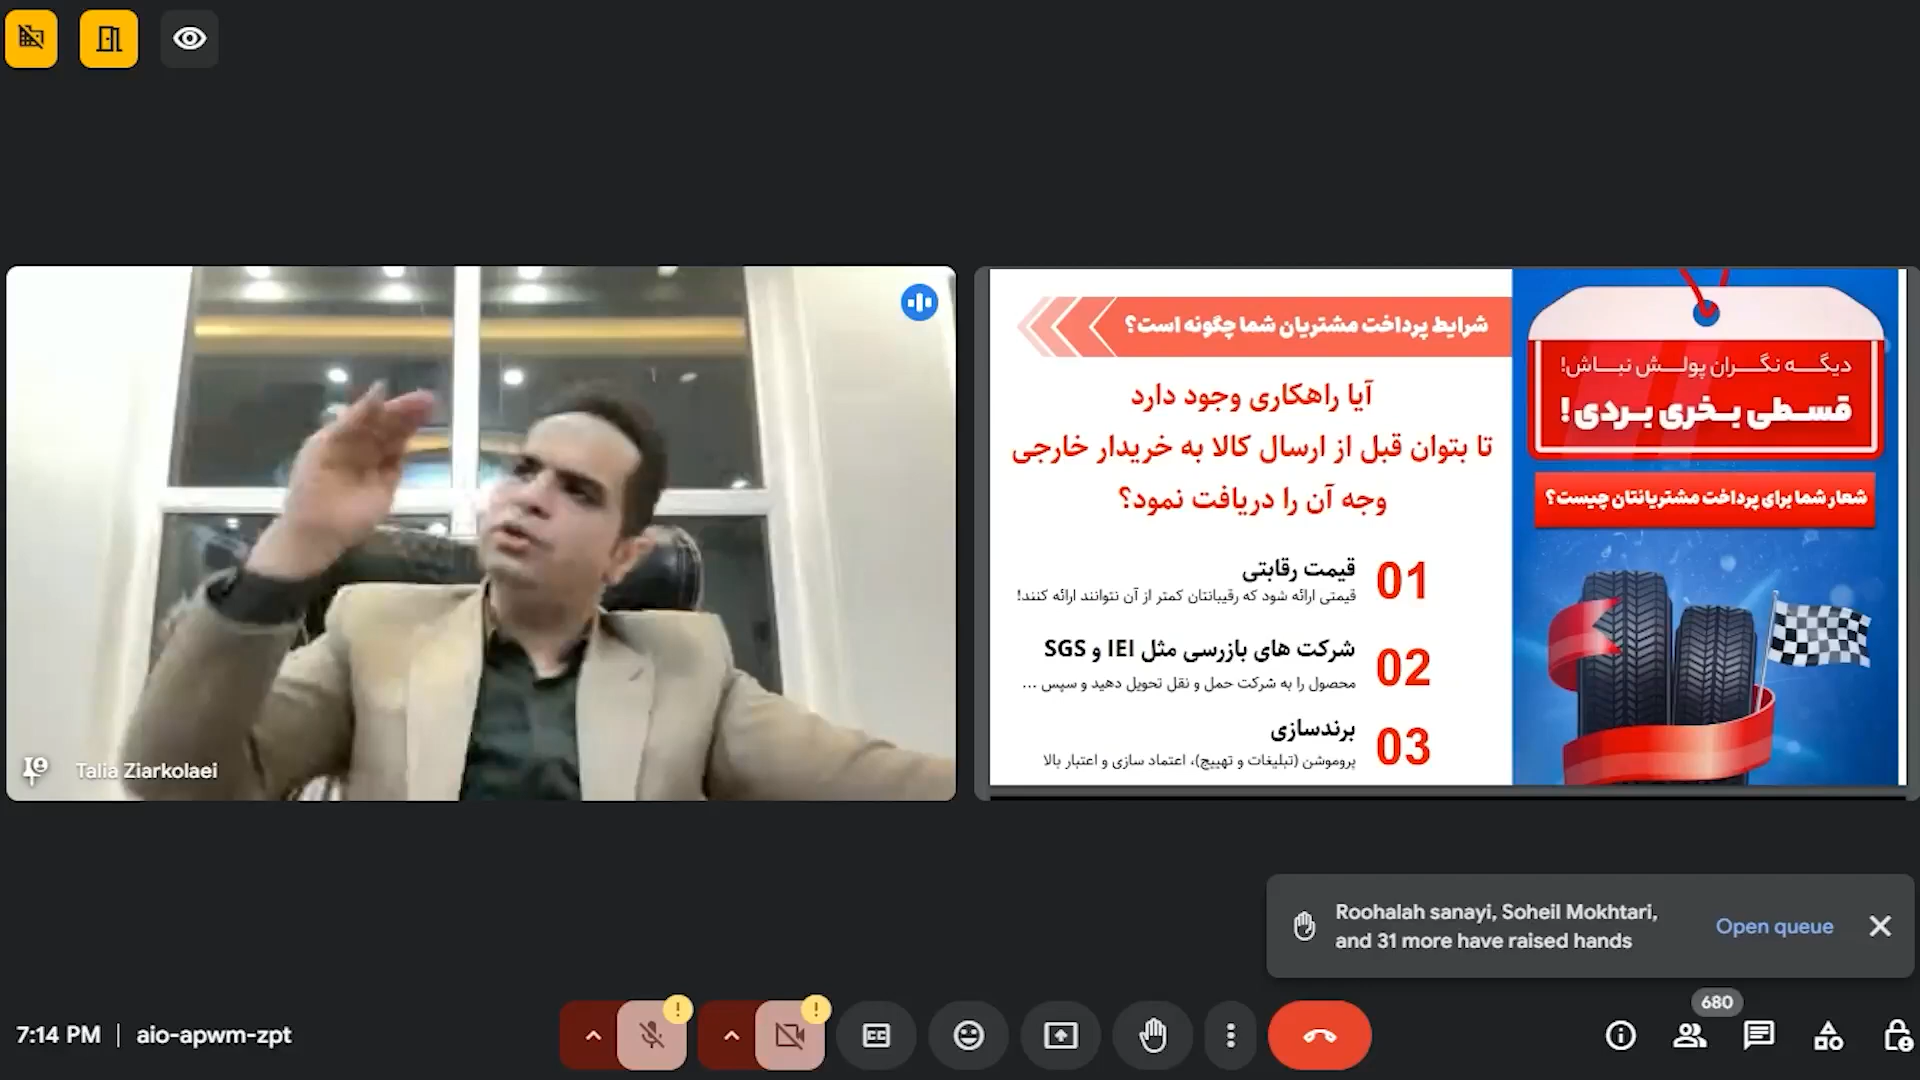 Talia Ziarkolaei
شرایط پرداخت مشتریان شما چگونه است؟
آیا راهکاری وجود دارد
تا بتوان قبل از ارسال کالا به خریدار خارجی
وجه آن را دریافت نمود؟
01
قیمت رقابتی
قیمتی ارائه شود که رقیبانتان کمتر از آن نتوانند ارائه کنند!
02
شرکت های بازرسی مثل IEI و SGS
محصول را به شرکت حمل و نقل تحویل دهید و سپس ...
03
برندسازی
پروموشن (تبلیغات و تهییج)، اعتماد سازی و اعتبار بالا
دیگه نگران پولش نباش!
قسطی بخری بردی!
شعار شما برای پرداخت مشتریانتان چیست؟
Roohalah sanayi, Soheil Mokhtari,
and 31 more have raised hands
Open queue
680
7:14 PM | aio-apwm-zpt
CC